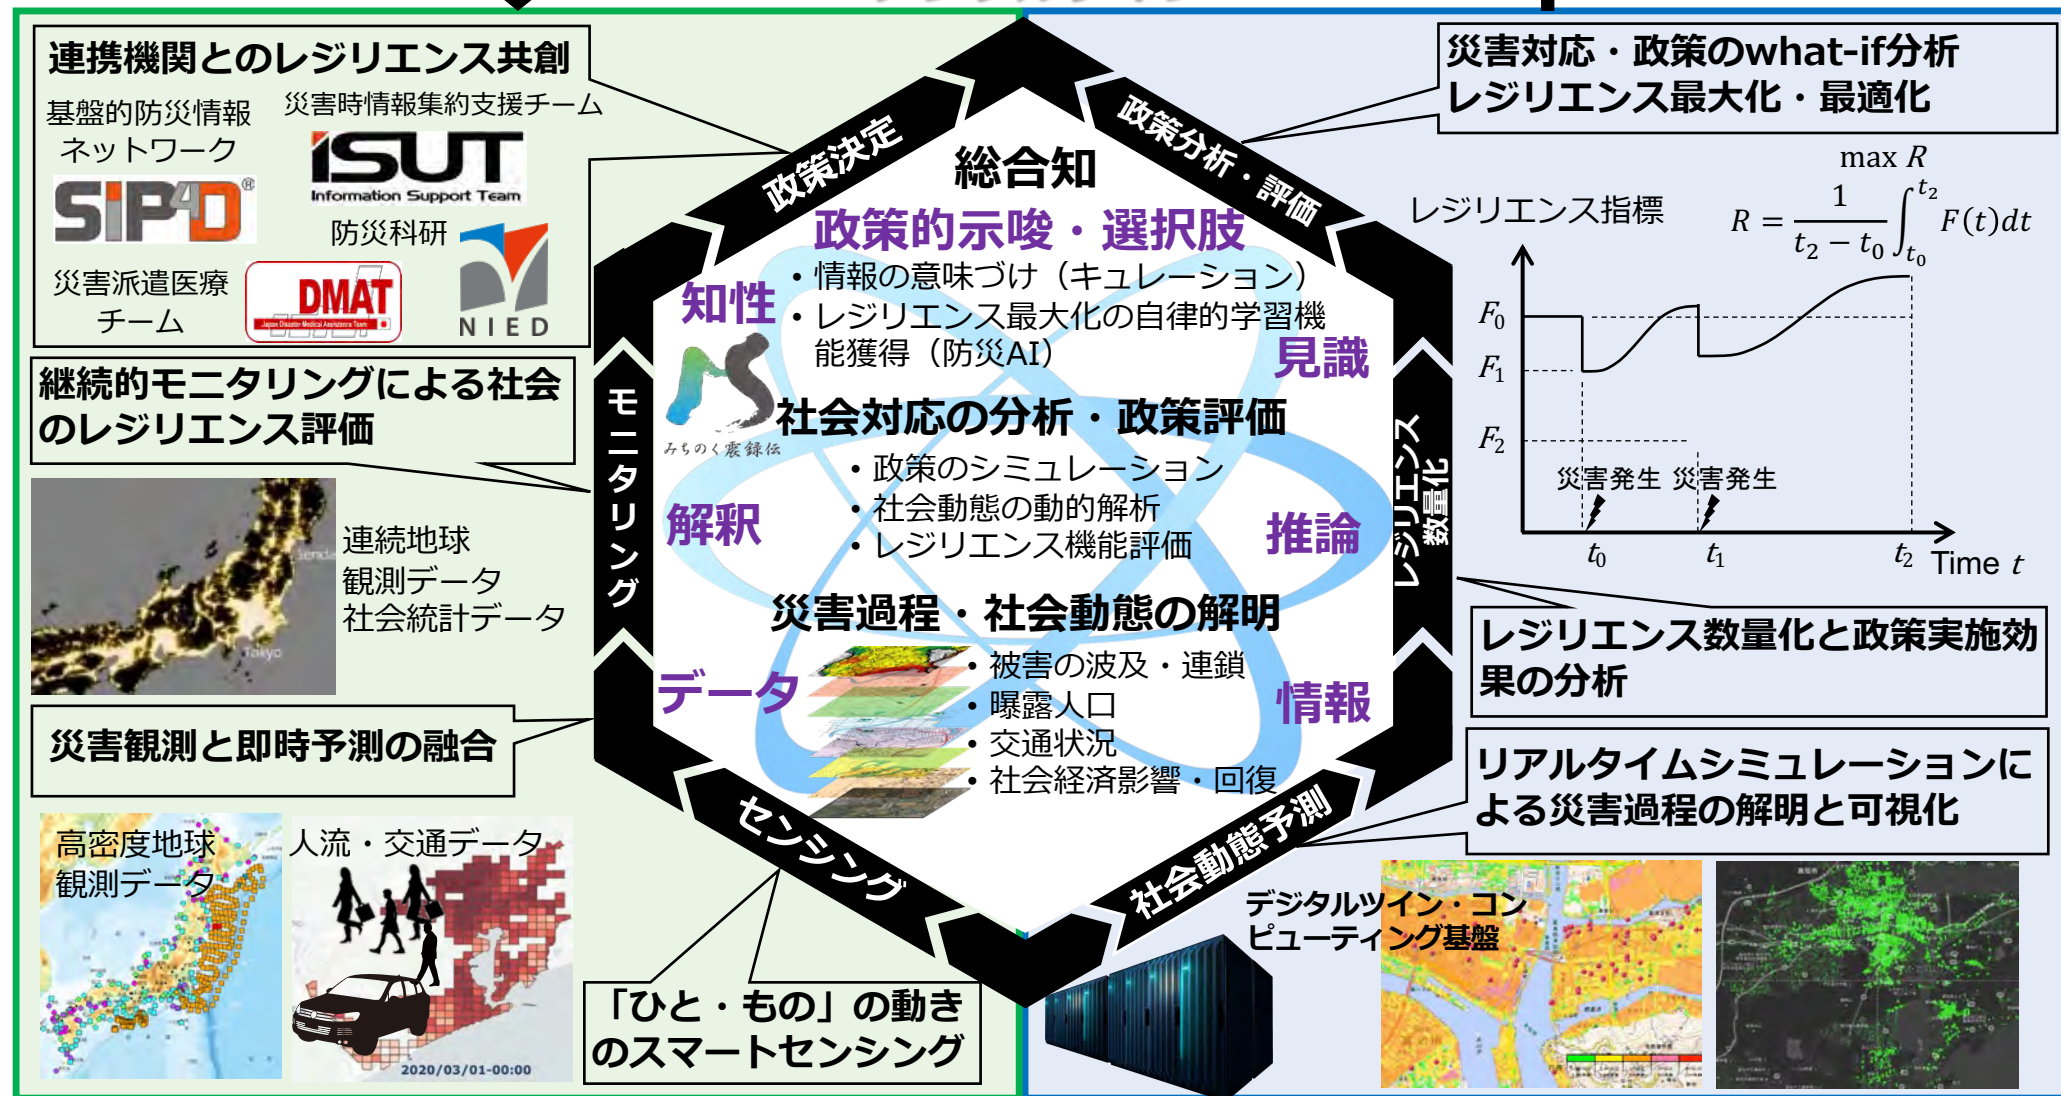 連携機関とのレジリエンス共創
基盤的防災情報
ネットワーク
災害時情報集約支援チーム
SIP4D®
ISUT
Information Support Team
防災科研
NIED
災害派遣医療
チーム
DMAT
Japan Disaster Medical Assistance Team
継続的モニタリングによる社会
のレジリエンス評価
Tokyo
連続地球
観測データ
社会統計データ
災害観測と即時予測の融合
高密度地球
観測データ
人流・交通データ
2020/03/01-00:00
「ひと・もの」の動き
のスマートセンシング
政策決定
政策分析・評価
モニタリング
レジリエンス
数量化
センシング
社会動態予測
総合知
政策的示唆・選択肢
知性
• 情報の意味づけ（キュレーション）
• レジリエンス最大化の自律的学習機
能獲得（防災AI）
見識
みちのく震録伝
社会対応の分析・政策評価
• 政策のシミュレーション
• 社会動態の動的解析
• レジリエンス機能評価
解釈
推論
災害過程・社会動態の解明
データ
• 被害の波及・連鎖
• 曝露人口
• 交通状況
• 社会経済影響・回復
情報
災害対応・政策のwhat-if分析
レジリエンス最大化・最適化
max R
レジリエンス指標
R = 1/(t2 − t0) ∫t0 t2 F(t)dt
F0
F1
F2
災害発生 災害発生
t0 t1 t2 Time t
レジリエンス数量化と政策実施効
果の分析
リアルタイムシミュレーションに
よる災害過程の解明と可視化
デジタルツイン・コン
ピューティング基盤